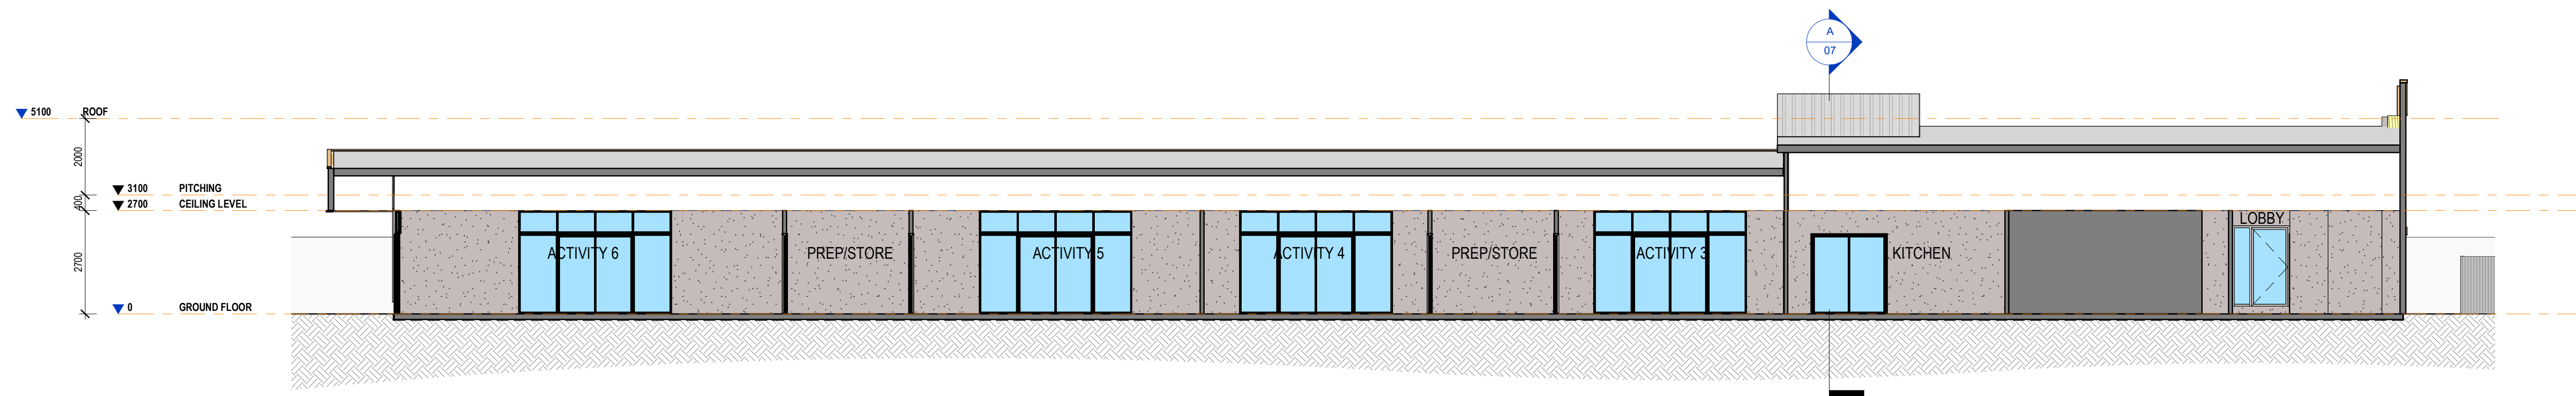 A
07
5100 ROOF
2000
3100 PITCHING
400
2700 CEILING LEVEL
2700
0 GROUND FLOOR
ACTIVITY 6
PREP/STORE
ACTIVITY 5
ACTIVITY 4
PREP/STORE
ACTIVITY 3
KITCHEN
LOBBY